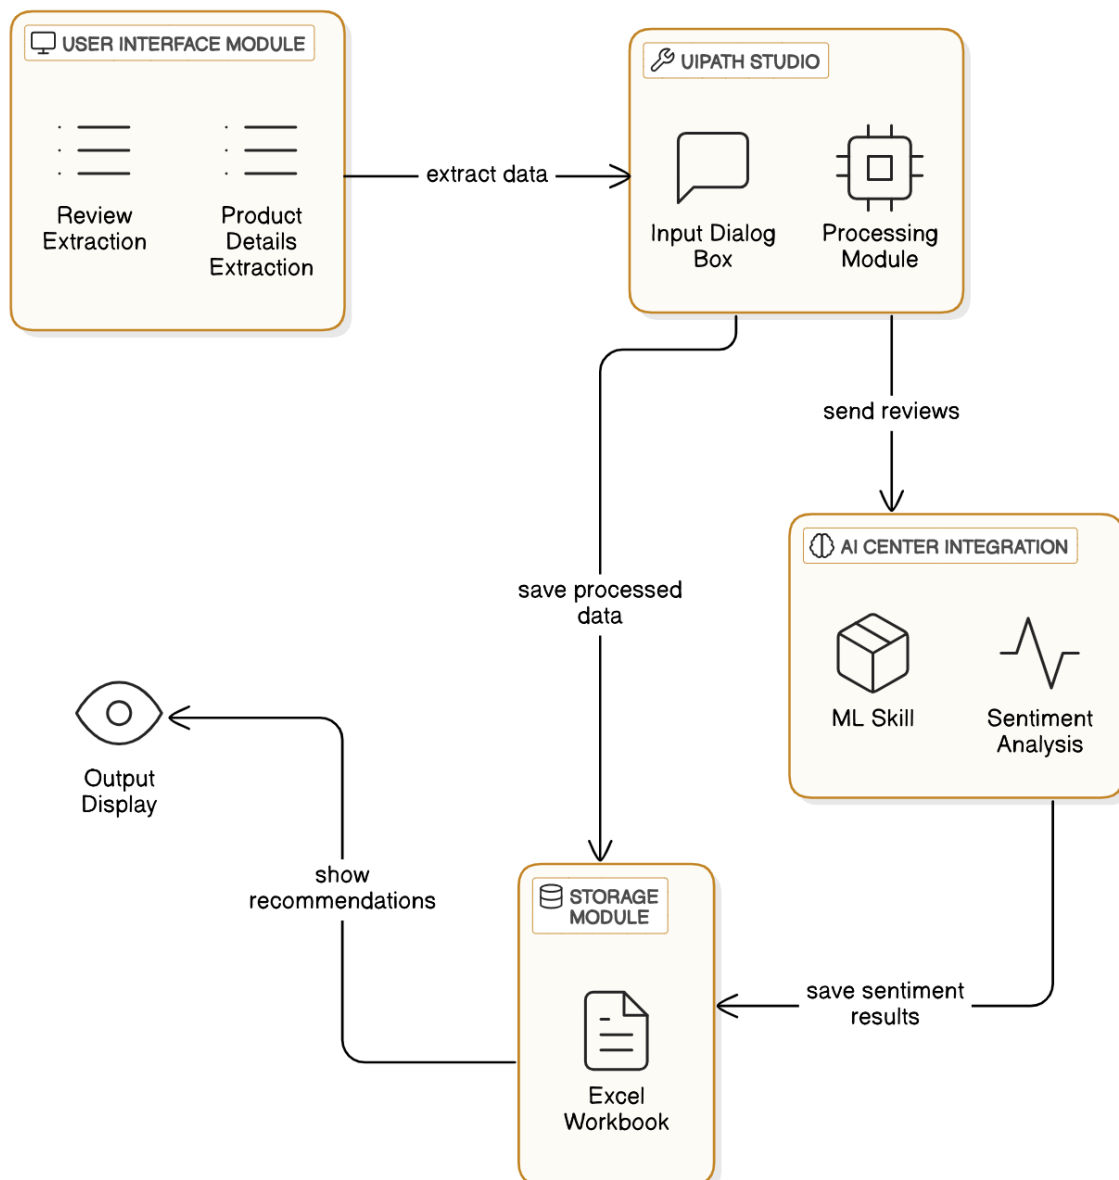 USER INTERFACE MODULE
Review
Extraction
Product
Details
Extraction
extract data
UIPATH STUDIO
Input Dialog
Box
Processing
Module
send reviews
save processed
data
AI CENTER INTEGRATION
ML Skill
Sentiment
Analysis
Output
Display
show
recommendations
STORAGE
MODULE
Excel
Workbook
save sentiment
results